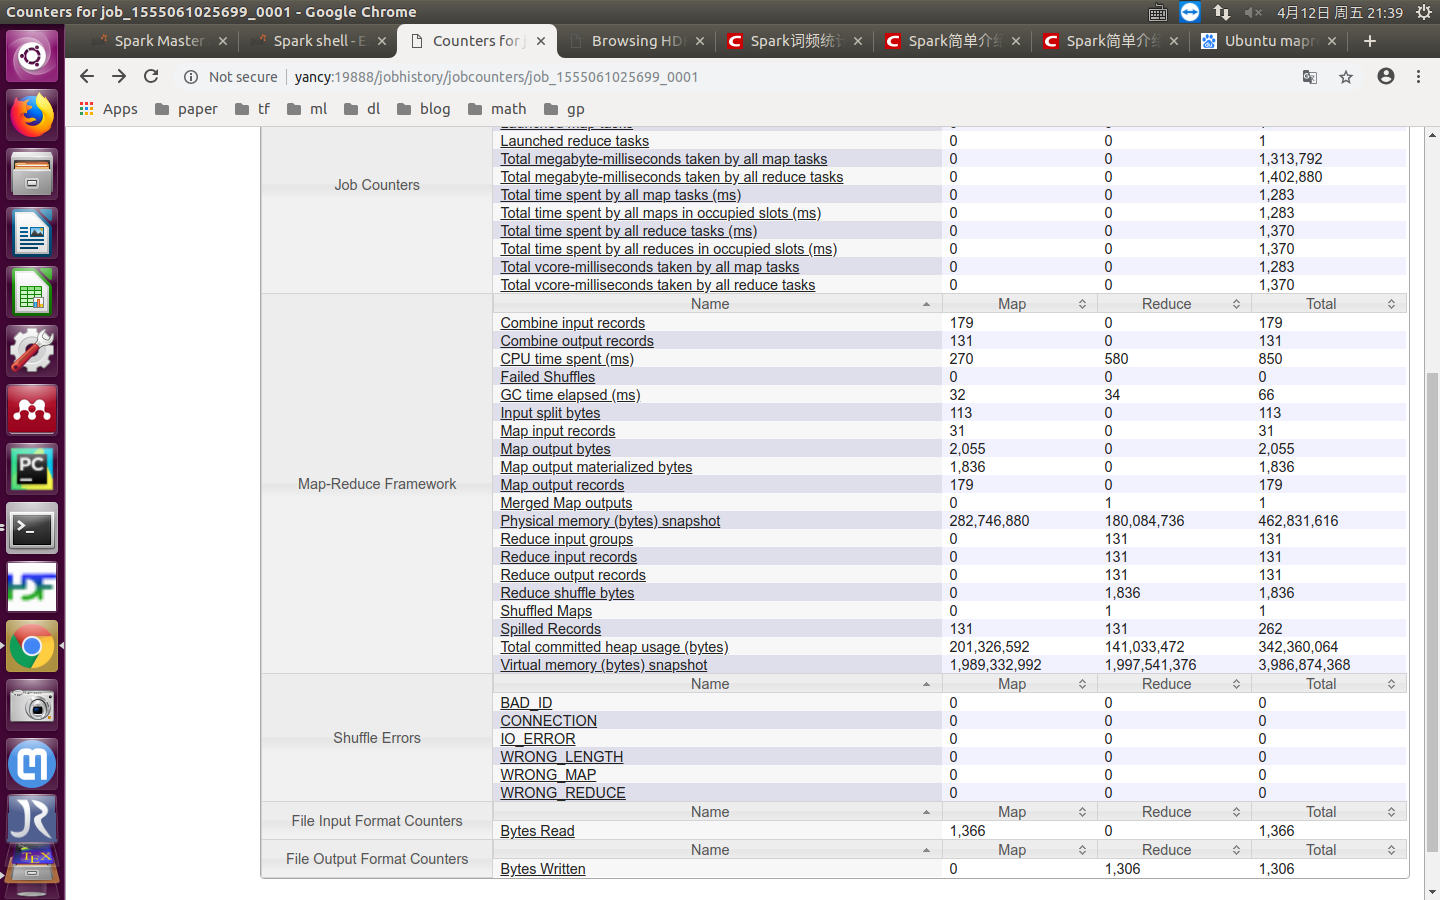 Counters for job_1555061025699_0001 - Google Chrome
4月12日 周五 21:39
Spark Master
Spark shell - E
Counters for j
Browsing HD
Spark词频统计
Spark简单介绍
Spark简单介绍
Ubuntu mapr
Not secure yancy:19888/jobhistory/jobcounters/job_1555061025699_0001
Apps paper tf ml dl blog math gp
Launched map tasks 0 0
Launched reduce tasks 0 0 1
Total megabyte-milliseconds taken by all map tasks 0 0 1,313,792
Total megabyte-milliseconds taken by all reduce tasks 0 0 1,402,880
Job Counters
Total time spent by all map tasks (ms) 0 0 1,283
Total time spent by all maps in occupied slots (ms) 0 0 1,283
Total time spent by all reduce tasks (ms) 0 0 1,370
Total time spent by all reduces in occupied slots (ms) 0 0 1,370
Total vcore-milliseconds taken by all map tasks 0 0 1,283
Total vcore-milliseconds taken by all reduce tasks 0 0 1,370
Name Map Reduce Total
Combine input records 179 0 179
Combine output records 131 0 131
CPU time spent (ms) 270 580 850
Failed Shuffles 0 0 0
GC time elapsed (ms) 32 34 66
Input split bytes 113 0 113
Map input records 31 0 31
Map output bytes 2,055 0 2,055
Map output materialized bytes 1,836 0 1,836
Map-Reduce Framework
Map output records 179 0 179
Merged Map outputs 0 1 1
Physical memory (bytes) snapshot 282,746,880 180,084,736 462,831,616
Reduce input groups 0 131 131
Reduce input records 0 131 131
Reduce output records 0 131 131
Reduce shuffle bytes 0 1,836 1,836
Shuffled Maps 0 1 1
Spilled Records 131 131 262
Total committed heap usage (bytes) 201,326,592 141,033,472 342,360,064
Virtual memory (bytes) snapshot 1,989,332,992 1,997,541,376 3,986,874,368
Name Map Reduce Total
BAD_ID 0 0 0
CONNECTION 0 0 0
Shuffle Errors
IO_ERROR 0 0 0
WRONG_LENGTH 0 0 0
WRONG_MAP 0 0 0
WRONG_REDUCE 0 0 0
Name Map Reduce Total
File Input Format Counters
Bytes Read 1,366 0 1,366
Name Map Reduce Total
File Output Format Counters
Bytes Written 0 1,306 1,306
PC
HDF
JR
TEX